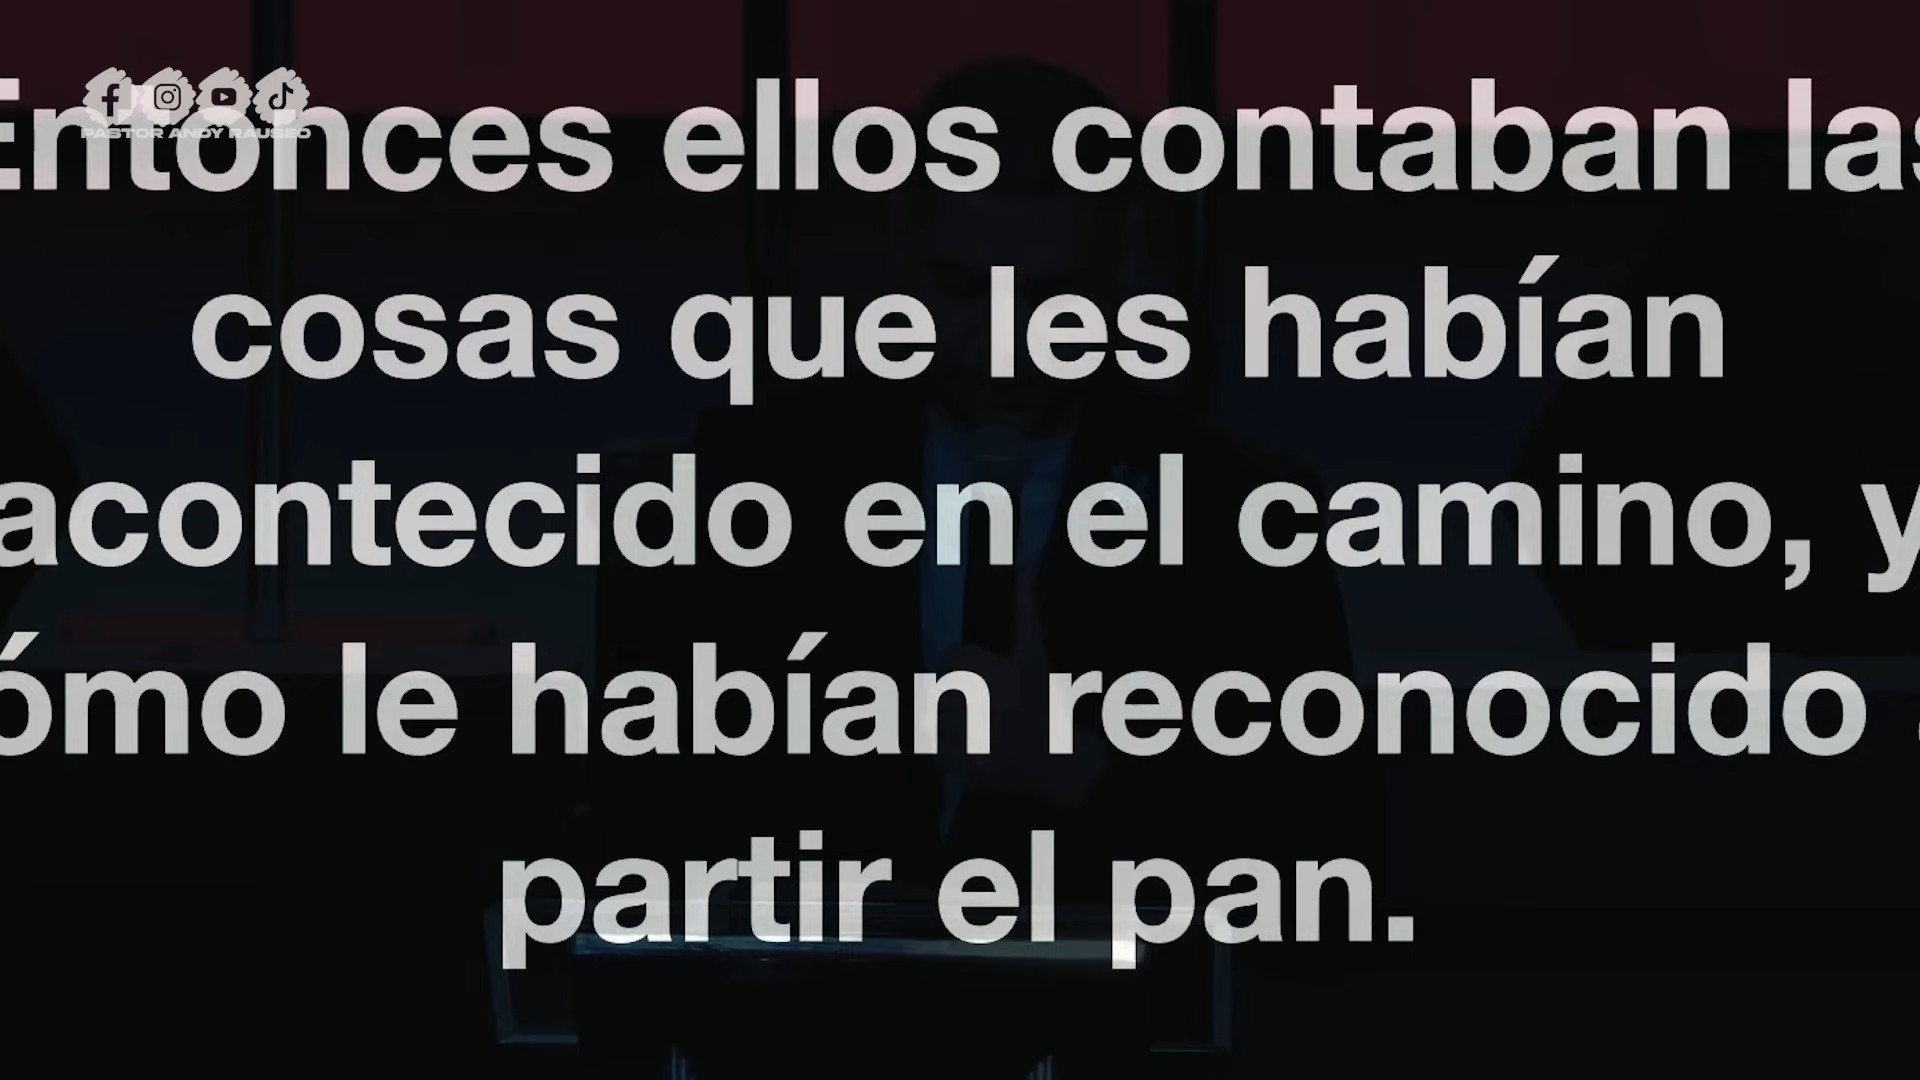 PASTOR ANDY RAUSEO
Entonces ellos contaban las
cosas que les habían
acontecido en el camino, y
ómo le habían reconocido
partir el pan.